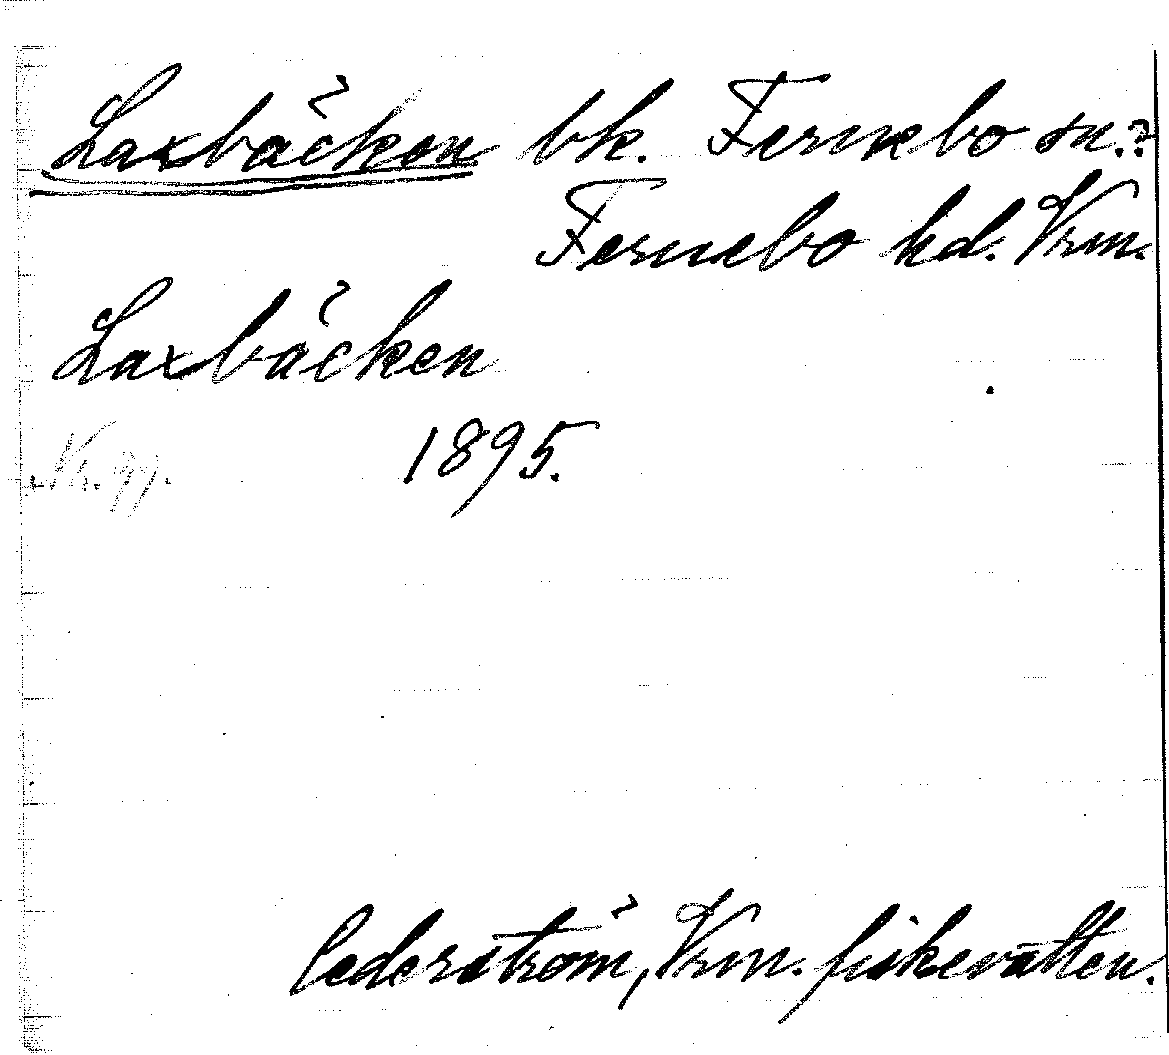 Laxbäcken bk. Fernebo sn.?
Fernebo hd. Vrm.
Laxbäcken
1895.
Cederström, Vrm. fiskevatten.